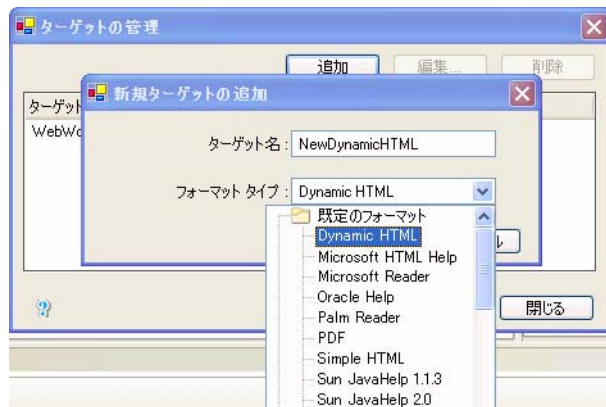 ターゲットの管理
追加
編集...
削除
ターゲット
新規ターゲットの追加
ターゲット名:
NewDynamicHTML
フォーマット タイプ:
Dynamic HTML
既定のフォーマット
Dynamic HTML
Microsoft HTML Help
Microsoft Reader
Oracle Help
Palm Reader
PDF
Simple HTML
Sun JavaHelp 1.1.3
Sun JavaHelp 2.0
閉じる